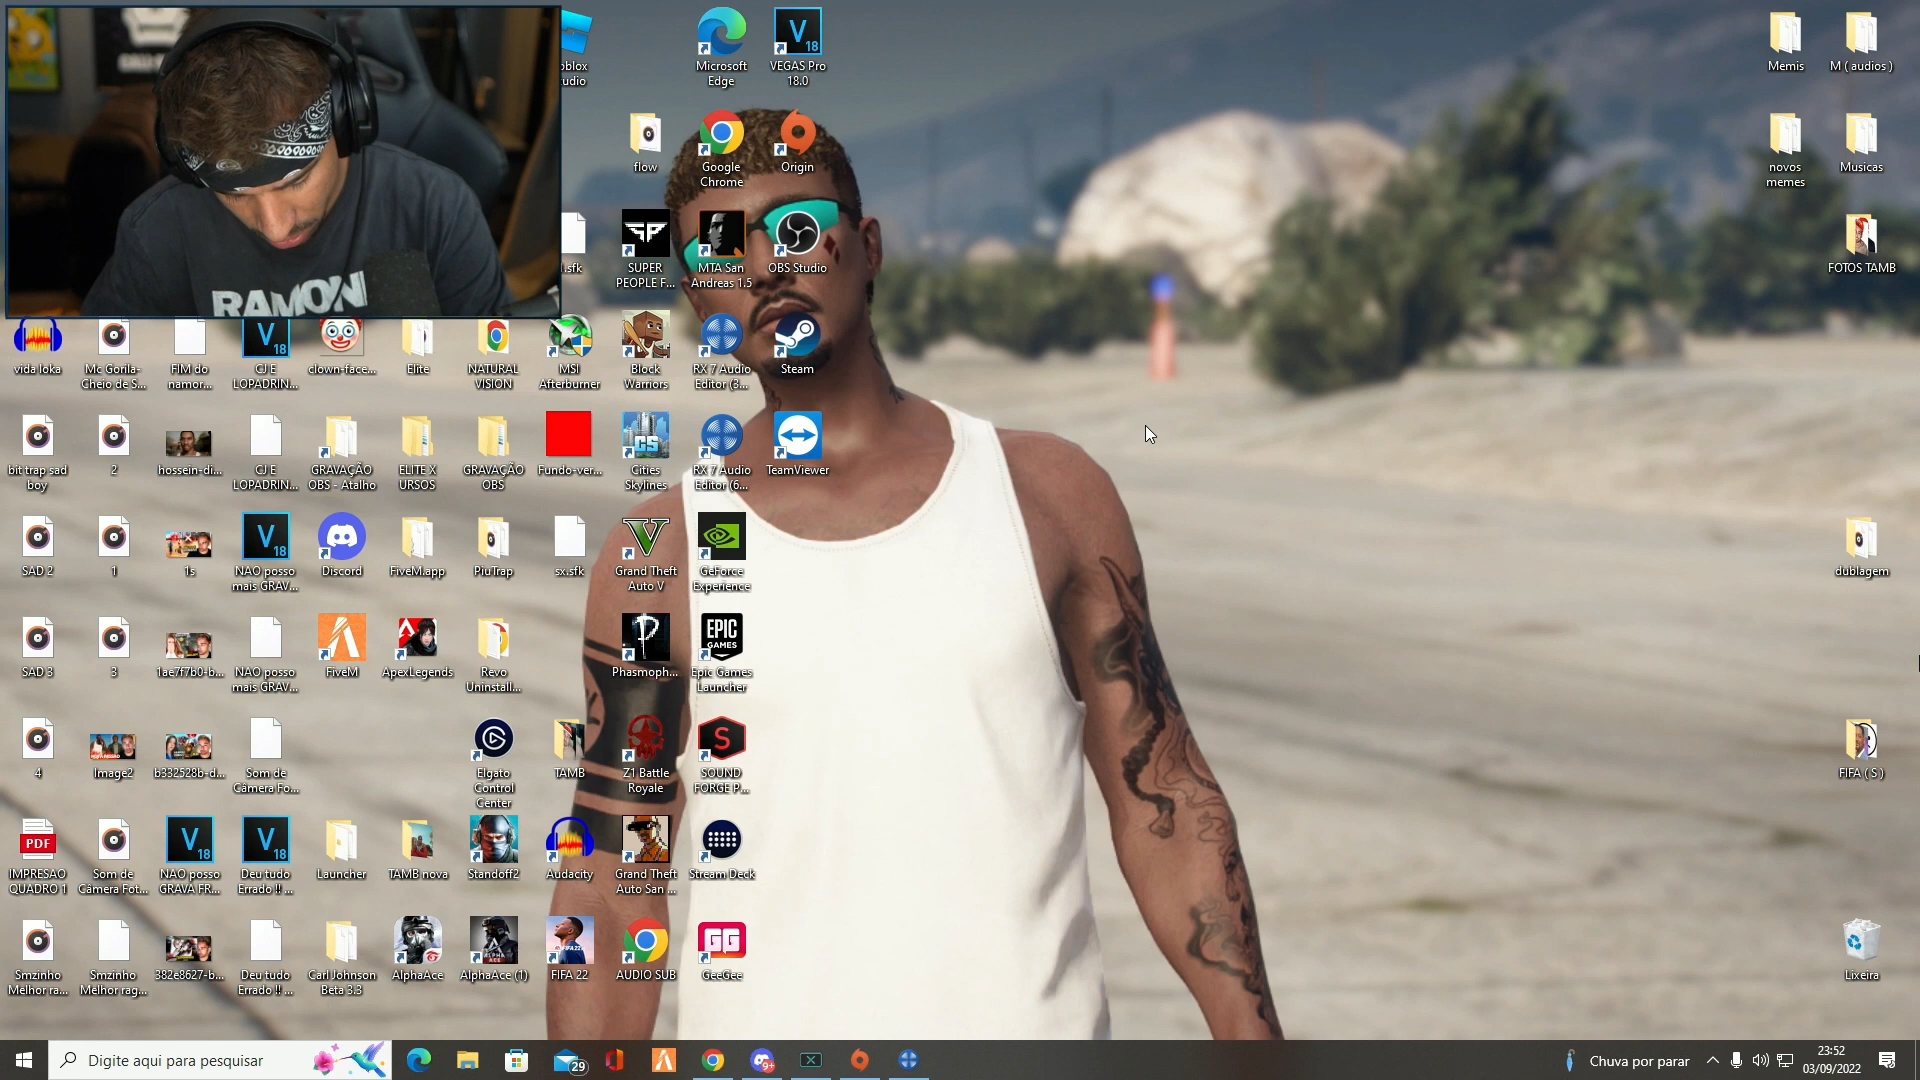 RAMON
oblox
udio
Microsoft
Edge
VEGAS Pro
18.0
Memis
M ( audios )
flow
Google
Chrome
Origin
novos
memes
Musicas
.sfk
SUPER
PEOPLE F...
MTA San
Andreas 1.5
OBS Studio
FOTOS TAMB
vida loka
Mc Gorila-
Cheio de S...
FIM do
namor...
CJ E
LOPADRIN...
clown-face...
Elite
NATURAL
VISION
MSI
Afterburner
Block
Warriors
RX 7 Audio
Editor (3...
Steam
bit trap sad
boy
2
hossein-di...
CJ E
LOPADRIN...
GRAVAÇÃO
OBS - Atalho
ELITE X
URSOS
GRAVAÇÃO
OBS
Fundo-ver...
Cities
Skylines
RX 7 Audio
Editor (6...
TeamViewer
SAD 2
1
1s
NAO posso
mais GRAV...
Discord
FiveM.app
PiuTrap
sx.sfk
Grand Theft
Auto V
GeForce
Experience
dublagem
SAD 3
3
1ae7f7b0-b...
NAO posso
mais GRAV...
FiveM
ApexLegends
Revo
Uninstall...
Phasmoph...
EPIC
GAMES
Epic Games
Launcher
4
Image2
b332528b-d...
Som de
Câmera Fo...
Elgato
Control
Center
TAMB
Z1 Battle
Royale
SOUND
FORGE P...
FIFA ( S )
PDF
IMPRESAO
QUADRO 1
Som de
Câmera Fot...
NAO posso
GRAVA FR...
Deu tudo
Errado !! ...
Launcher
TAMB nova
Standoff2
Audacity
Grand Theft
Auto San ...
Stream Deck
Smzinho
Melhor ra...
Smzinho
Melhor rag...
382e8627-b...
Deu tudo
Errado !! ...
Carl Johnson
Beta 3.3
AlphaAce
AlphaAce (1)
FIFA 22
AUDIO SUB
GeeGee
Lixeira
Digite aqui para pesquisar
29
9+
Chuva por parar
23:52
03/09/2022